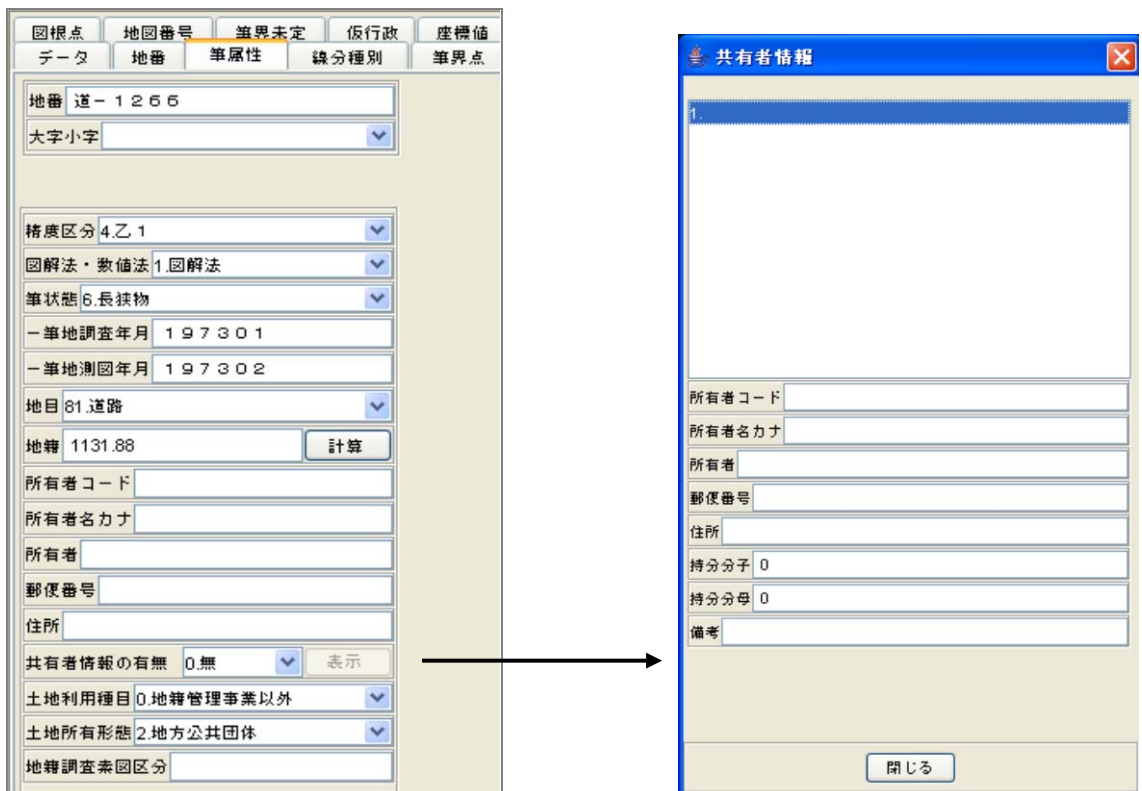 図根点 地図番号 筆界未定 仮行政 座標値
データ 地番 筆属性 線分種別 筆界点
地番 道-1266
大字小字
精度区分 4.乙1
図解法・数値法 1.図解法
筆状態 6.長狭物
一筆地調査年月 197301
一筆地測図年月 197302
地目 81.道路
地籍 1131.88 計算
所有者コード
所有者名カナ
所有者
郵便番号
住所
共有者情報の有無 0.無 表示
土地利用種目 0.地籍管理事業以外
土地所有形態 2.地方公共団体
地籍調査素図区分
共有者情報
1.
所有者コード
所有者名カナ
所有者
郵便番号
住所
持分分子 0
持分分母 0
備考
閉じる